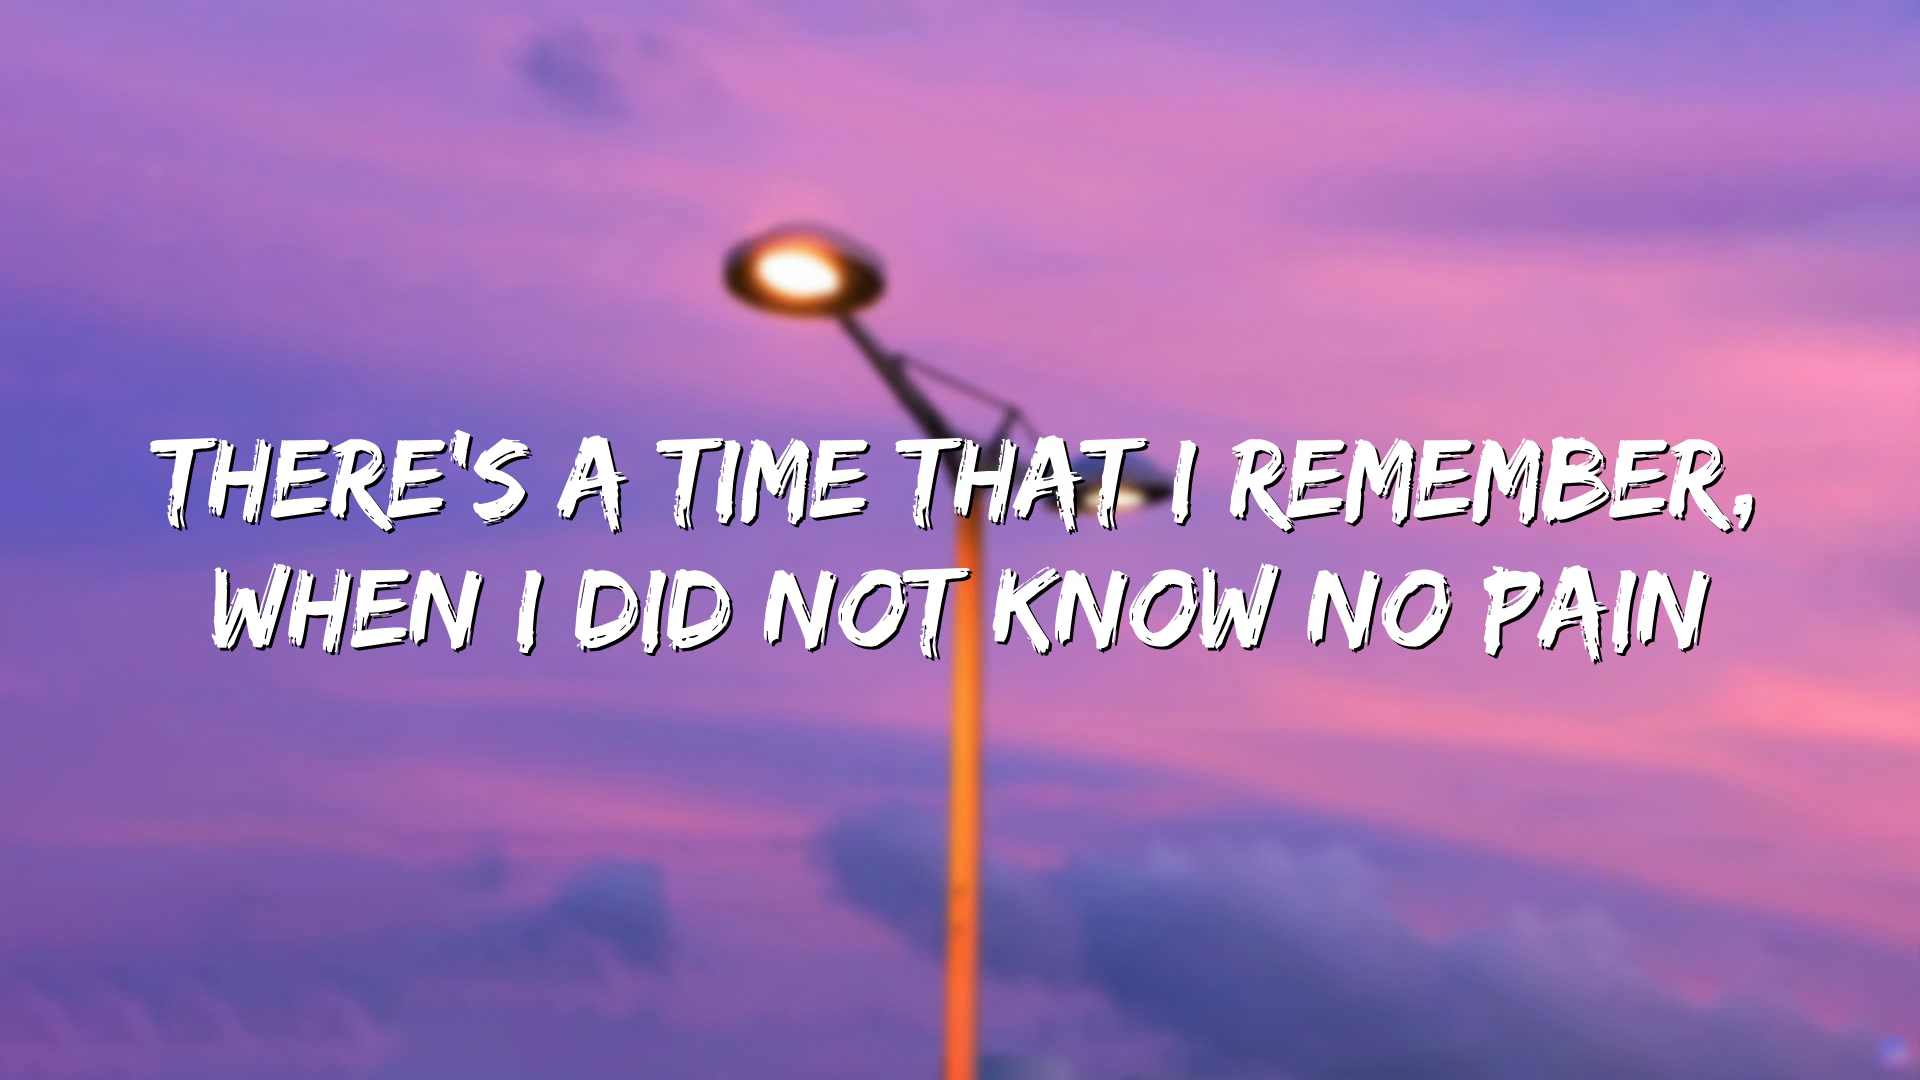 THERE'S A TIME THAT I REMEMBER,
WHEN I DID NOT KNOW NO PAIN